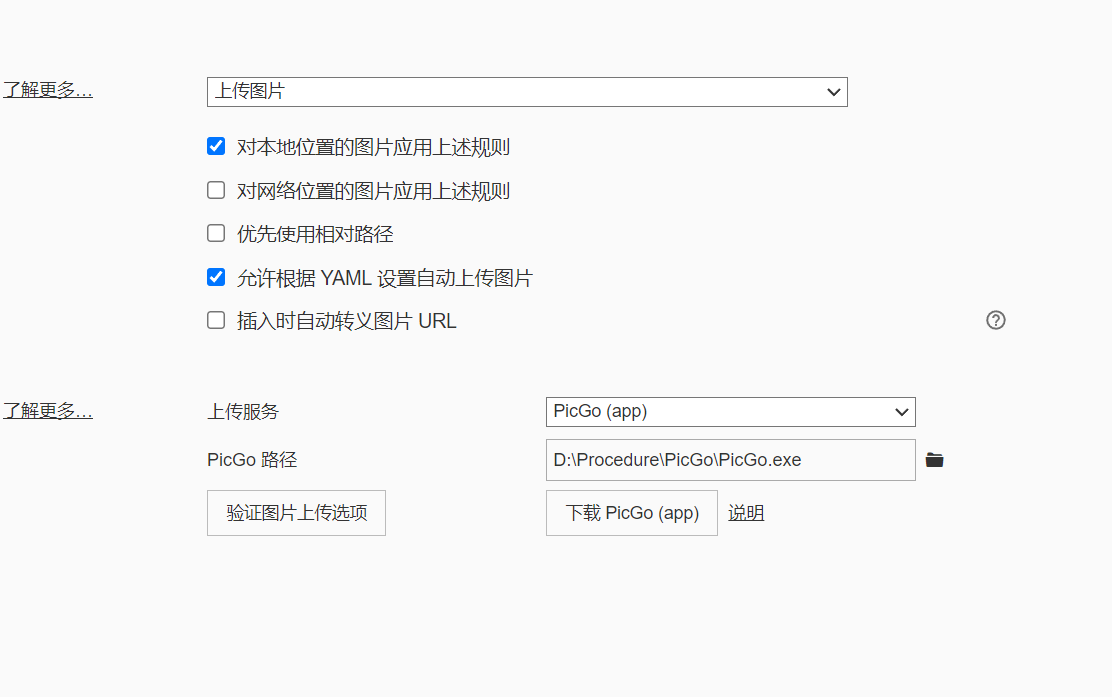 了解更多...
上传图片
对本地位置的图片应用上述规则
对网络位置的图片应用上述规则
优先使用相对路径
允许根据 YAML 设置自动上传图片
插入时自动转义图片 URL
了解更多...
上传服务
PicGo (app)
PicGo 路径
D:\Procedure\PicGo\PicGo.exe
验证图片上传选项
下载 PicGo (app)
说明